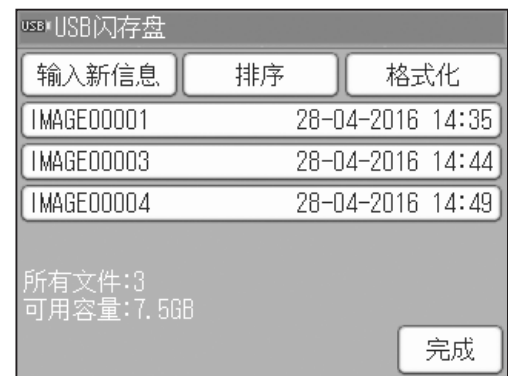 USB USB闪存盘
输入新信息 排序 格式化
IMAGE00001 28-04-2016 14:35
IMAGE00003 28-04-2016 14:44
IMAGE00004 28-04-2016 14:49
所有文件:3
可用容量:7.5GB
完成